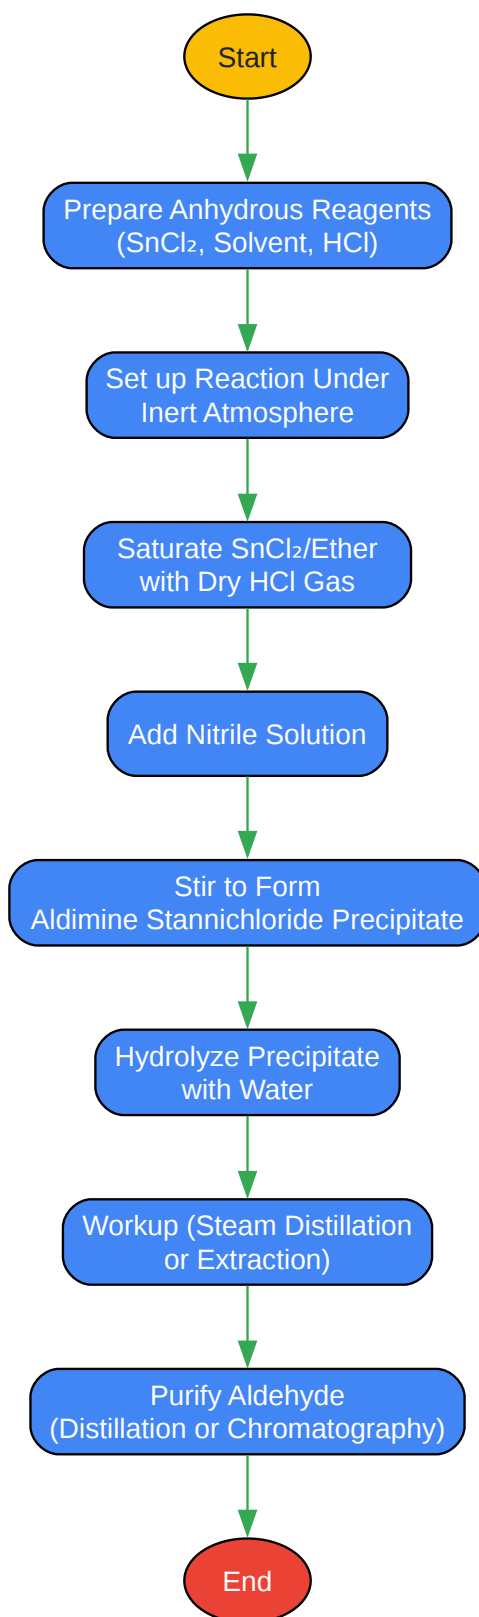 Start
Prepare Anhydrous Reagents
(SnCl₂, Solvent, HCl)
Set up Reaction Under
Inert Atmosphere
Saturate SnCl₂/Ether
with Dry HCl Gas
Add Nitrile Solution
Stir to Form
Aldimine Stannichloride Precipitate
Hydrolyze Precipitate
with Water
Workup (Steam Distillation
or Extraction)
Purify Aldehyde
(Distillation or Chromatography)
End